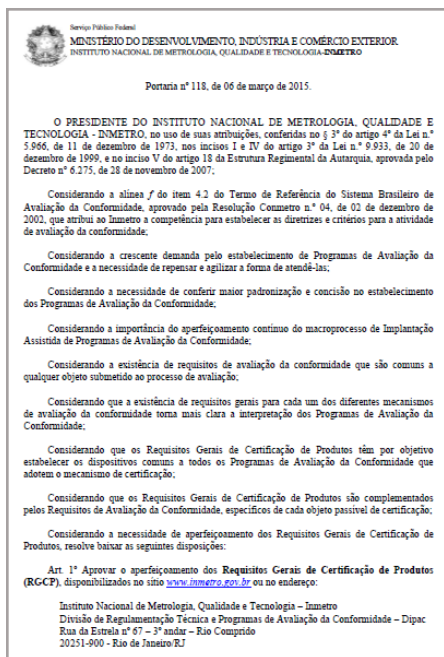 Serviço Público Federal
MINISTÉRIO DO DESENVOLVIMENTO, INDÚSTRIA E COMÉRCIO EXTERIOR
INSTITUTO NACIONAL DE METROLOGIA, QUALIDADE E TECNOLOGIA-INMETRO
Portaria nº 118, de 06 de março de 2015.
O PRESIDENTE DO INSTITUTO NACIONAL DE METROLOGIA, QUALIDADE E
TECNOLOGIA - INMETRO, no uso de suas atribuições, conferidas no § 3º do artigo 4º da Lei n.º
5.966, de 11 de dezembro de 1973, nos incisos I e IV do artigo 3º da Lei n.º 9.933, de 20 de
dezembro de 1999, e no inciso V do artigo 18 da Estrutura Regimental da Autarquia, aprovada pelo
Decreto nº 6.275, de 28 de novembro de 2007;
Considerando a alínea f do item 4.2 do Termo de Referência do Sistema Brasileiro de
Avaliação da Conformidade, aprovado pela Resolução Conmetro n.º 04, de 02 de dezembro de
2002, que atribui ao Inmetro a competência para estabelecer as diretrizes e critérios para a atividade
de avaliação da conformidade;
Considerando a crescente demanda pelo estabelecimento de Programas de Avaliação da
Conformidade e a necessidade de repensar e agilizar a forma de atendê-las;
Considerando a necessidade de conferir maior padronização e concisão no estabelecimento
dos Programas de Avaliação da Conformidade;
Considerando a importância do aperfeiçoamento contínuo do macroprocesso de Implantação
Assistida de Programas de Avaliação da Conformidade;
Considerando a existência de requisitos de avaliação da conformidade que são comuns a
qualquer objeto submetido ao processo de avaliação;
Considerando que a existência de requisitos gerais para cada um dos diferentes mecanismos
de avaliação da conformidade torna mais clara a interpretação dos Programas de Avaliação da
Conformidade;
Considerando que os Requisitos Gerais de Certificação de Produtos têm por objetivo
estabelecer os dispositivos comuns a todos os Programas de Avaliação da Conformidade que
adotem o mecanismo de certificação;
Considerando que os Requisitos Gerais de Certificação de Produtos são complementados
pelos Requisitos de Avaliação da Conformidade, específicos de cada objeto passível de certificação;
Considerando a necessidade de aperfeiçoamento dos Requisitos Gerais de Certificação de
Produtos, resolve baixar as seguintes disposições:
Art. 1º Aprovar o aperfeiçoamento dos Requisitos Gerais de Certificação de Produtos
(RGCP), disponibilizados no sítio www.inmetro.gov.br ou no endereço:
Instituto Nacional de Metrologia, Qualidade e Tecnologia – Inmetro
Divisão de Regulamentação Técnica e Programas de Avaliação da Conformidade – Dipac
Rua da Estrela nº 67 – 3º andar – Rio Comprido
20251-900 - Rio de Janeiro/RJ